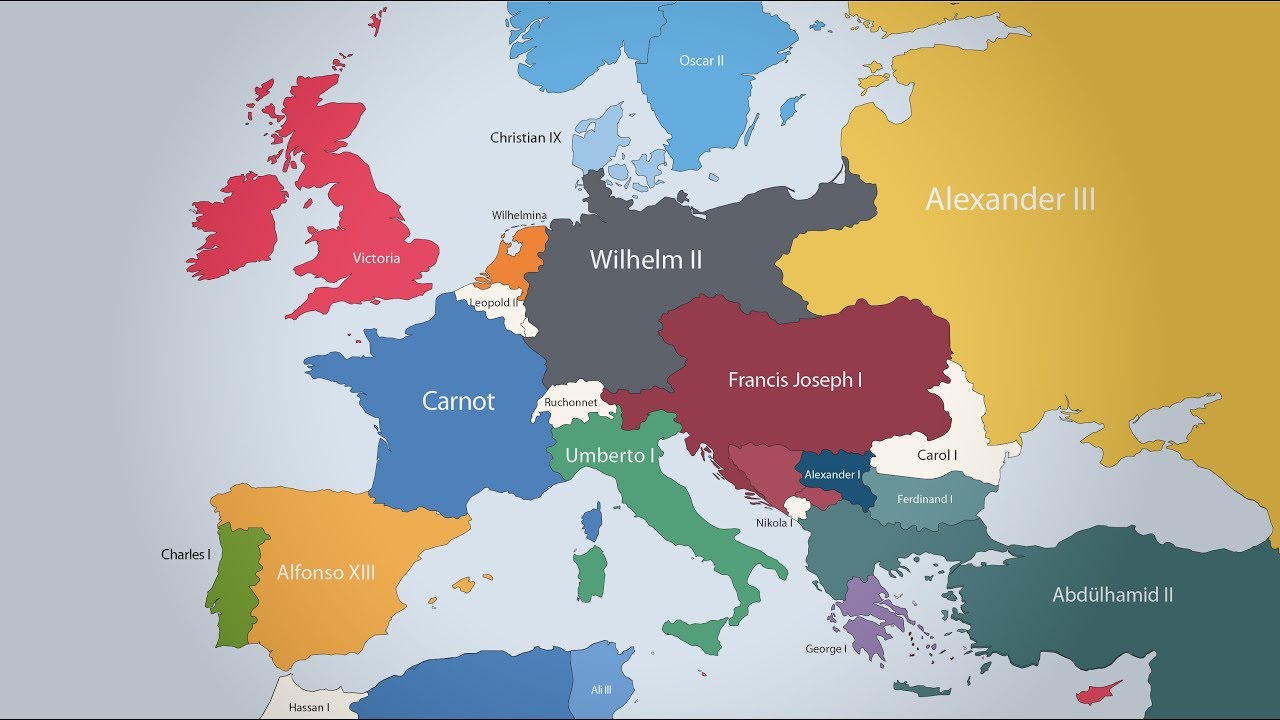 Oscar II
Christian IX
Alexander III
Wilhelmina
Victoria
Wilhelm II
Leopold II
Francis Joseph I
Carnot
Ruchonnet
Umberto I
Carol I
Alexander I
Ferdinand I
Nikola I
Charles I
Alfonso XIII
Abdülhamid II
George I
Ali III
Hassan I